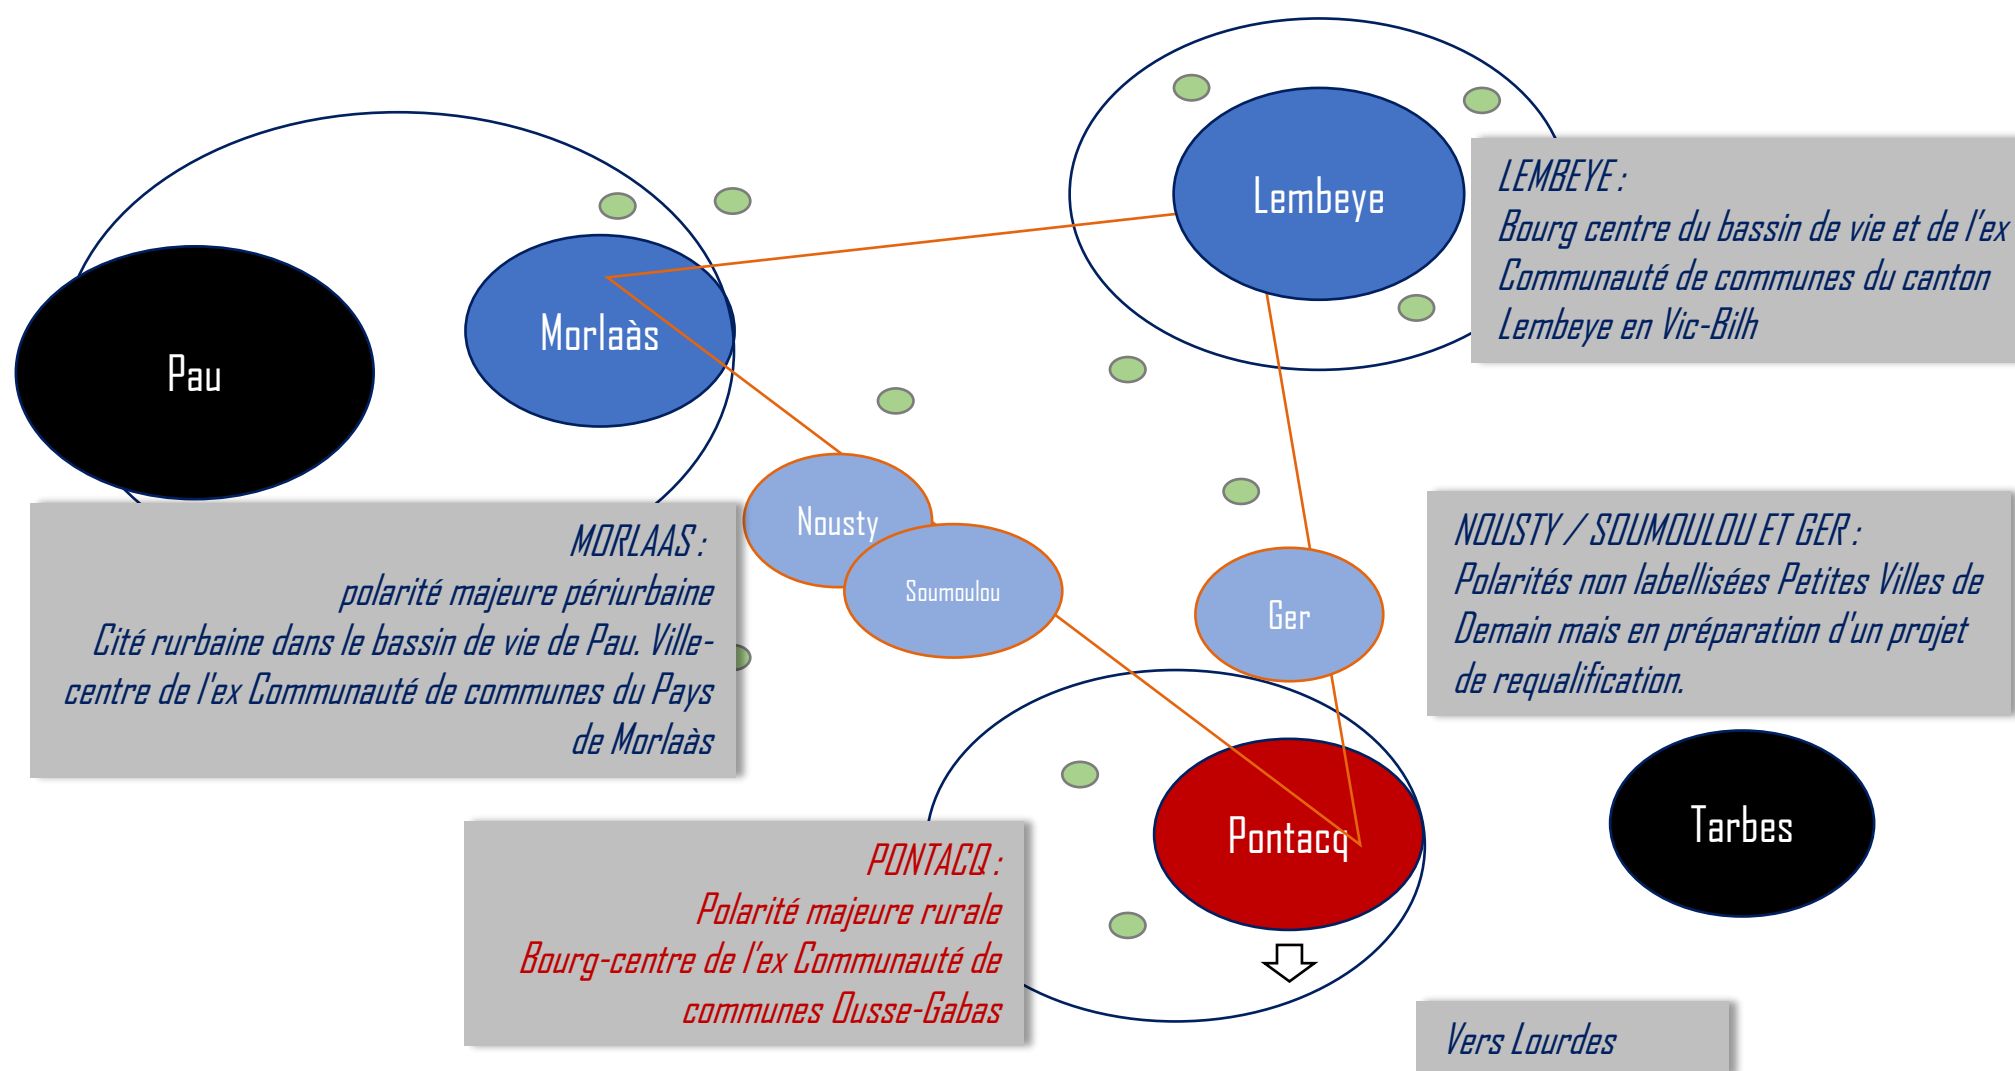 Lembeye
LEMBEYE :
Bourg centre du bassin de vie et de l'ex
Communauté de communes du canton
Lembeye en Vic-Bilh
Morlaàs
Pau
Nousty
Soumoulou
Ger
NOUSTY / SOUMOULOU ET GER :
Polarités non labellisées Petites Villes de
Demain mais en préparation d'un projet
de requalification.
MORLAAS :
polarité majeure périurbaine
Cité rurbaine dans le bassin de vie de Pau. Ville-
centre de l'ex Communauté de communes du Pays
de Morlaàs
Pontacq
Tarbes
PONTACQ :
Polarité majeure rurale
Bourg-centre de l'ex Communauté de
communes Ousse-Gabas
Vers Lourdes